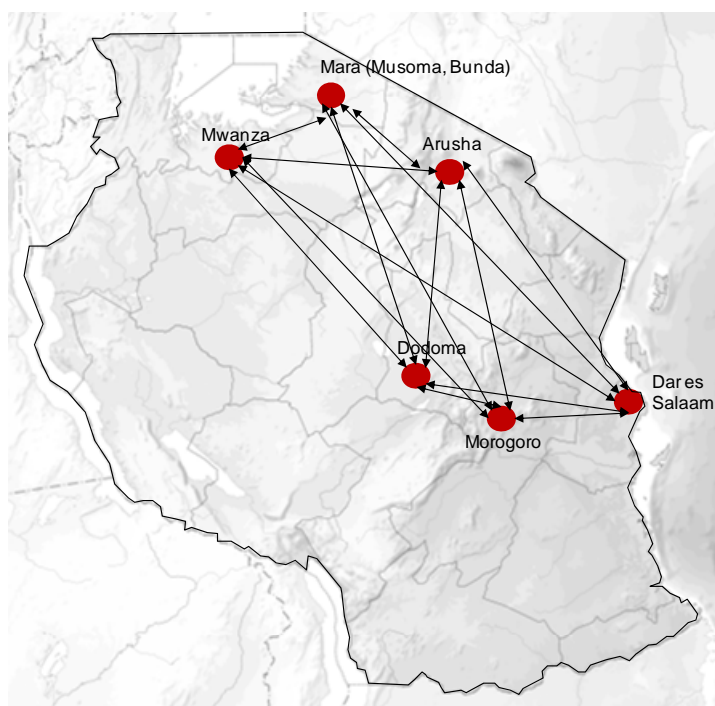 Mara (Musoma, Bunda)
Mwanza
Arusha
Dodoma
Dar es
Salaam
Morogoro